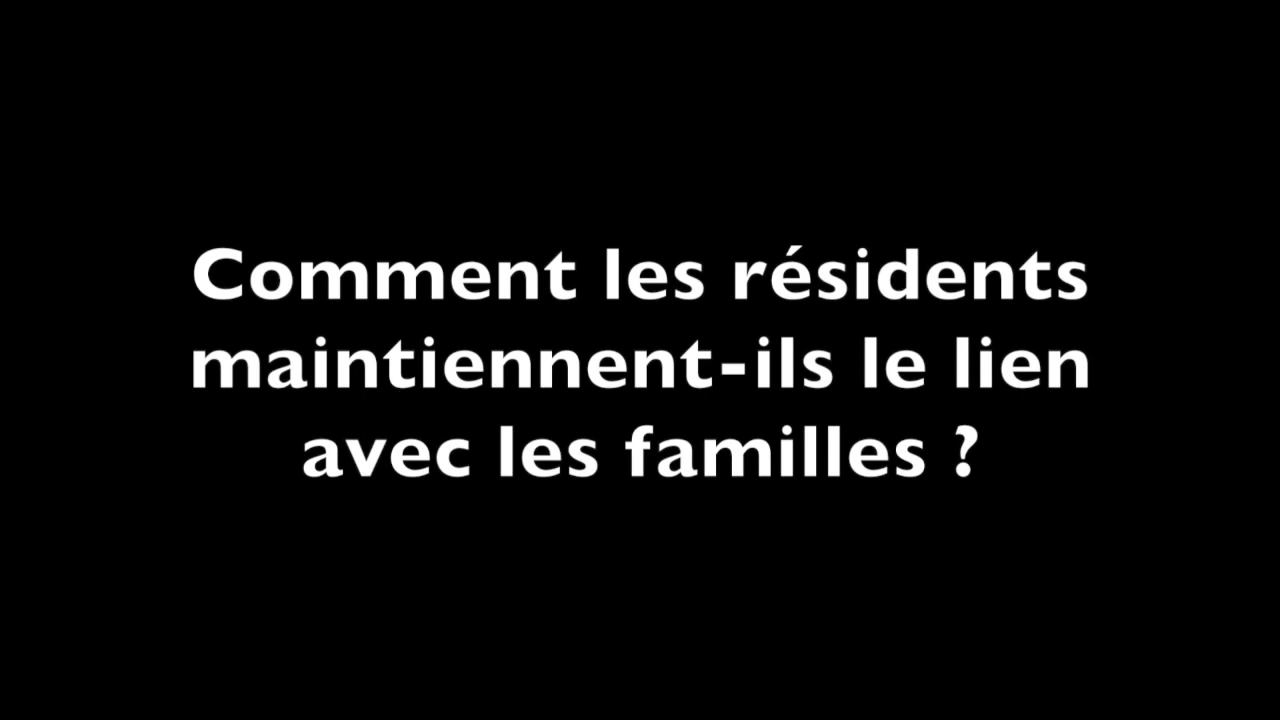 Comment les résidents
maintiennent-ils le lien
avec les familles ?